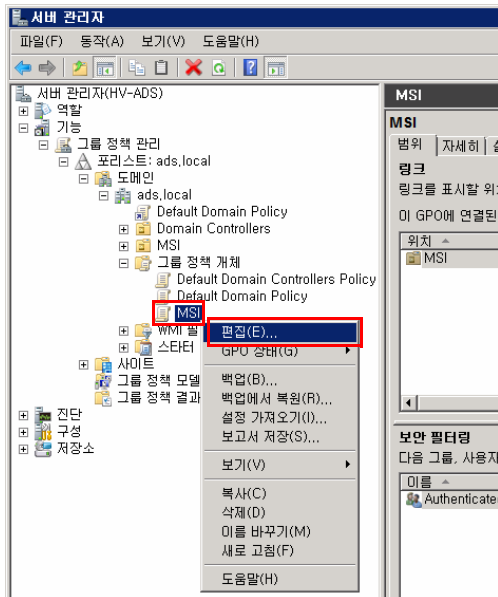 서버 관리자
파일(F) 동작(A) 보기(V) 도움말(H)
서버 관리자(HV-ADS)
역할
기능
그룹 정책 관리
포리스트: ads.local
도메인
ads.local
Default Domain Policy
Domain Controllers
MSI
그룹 정책 개체
Default Domain Controllers Policy
Default Domain Policy
MSI
WMI 필
스타터
사이트
그룹 정책 모델
그룹 정책 결과
진단
구성
저장소
편집(E)...
GPO 상태(G)
백업(B)...
백업에서 복원(R)...
설정 가져오기(I)...
보고서 저장(S)...
보기(V)
복사(C)
삭제(D)
이름 바꾸기(M)
새로 고침(F)
도움말(H)
MSI
MSI
범위 자세히
링크
링크를 표시할 위
이 GPO에 연결된
위치
MSI
보안 필터링
다음 그룹, 사용자
이름
Authenticate